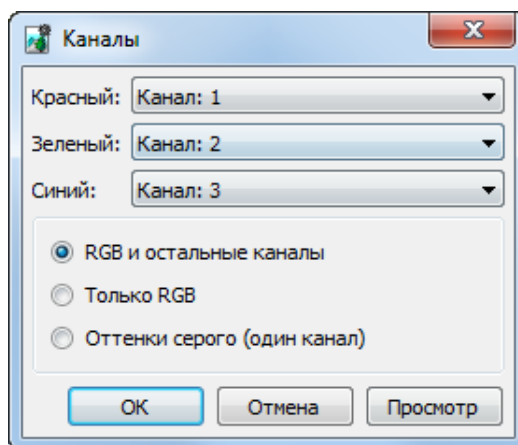 Каналы
Красный: Канал: 1
Зеленый: Канал: 2
Синий: Канал: 3
RGB и остальные каналы
Только RGB
Оттенки серого (один канал)
ОК Отмена Просмотр